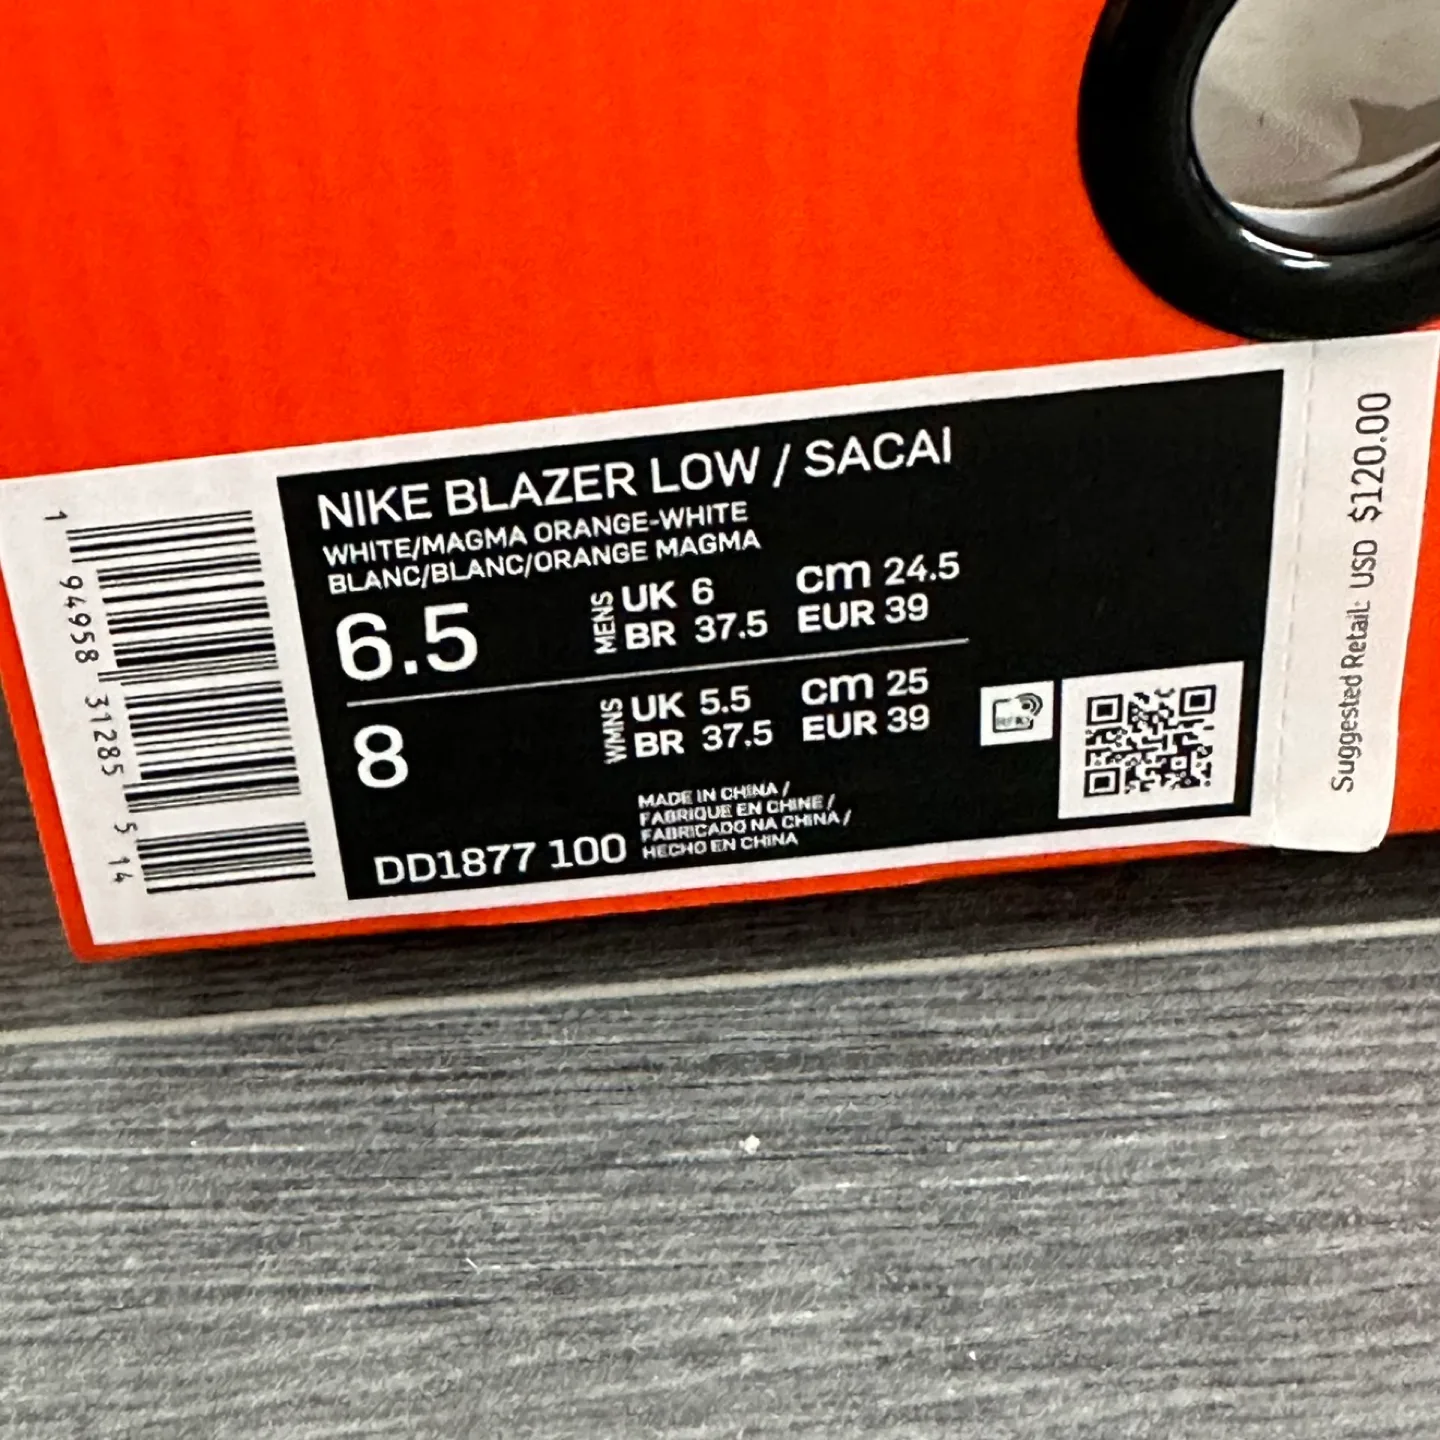 NIKE BLAZER LOW / SACAI
WHITE/MAGMA ORANGE-WHITE
BLANC/BLANC/ORANGE MAGMA
6.5
MENS
UK 6 cm 24.5
BR 37.5 EUR 39
8
WMNS
UK 5.5 cm 25
BR 37.5 EUR 39
DD1877 100
MADE IN CHINA /
FABRIQUE EN CHINE /
FABRICADO NA CHINA /
HECHO EN CHINA
1 94958 31285 5 14
Suggested Retail: USD $120.00